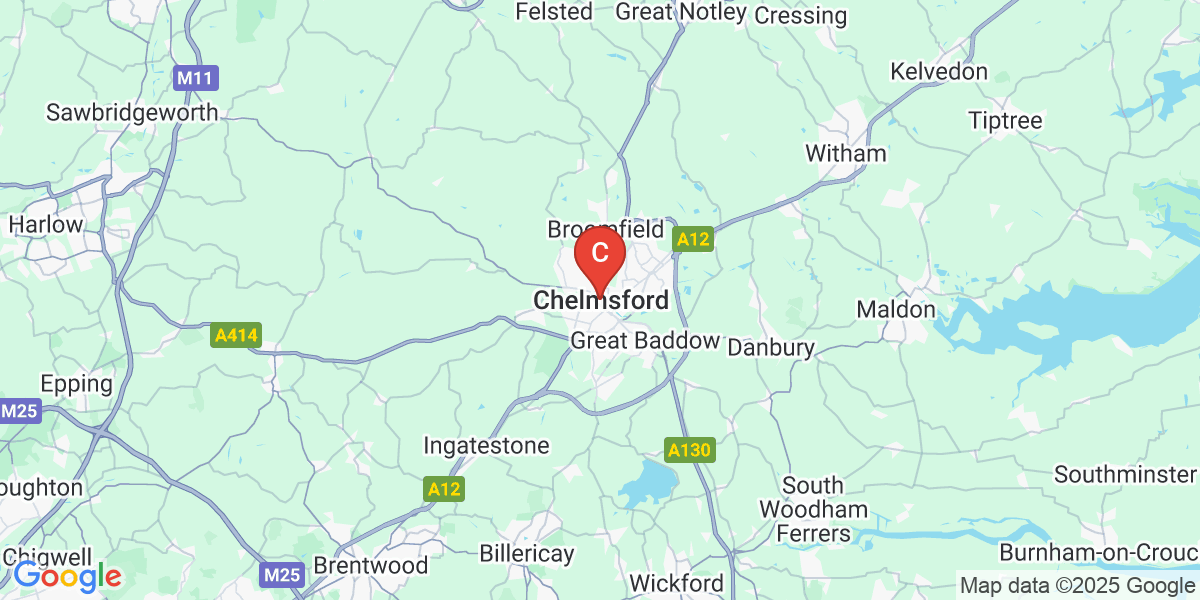 Felsted
Great Notley
Cressing
M11
Kelvedon
Sawbridgeworth
Tiptree
Witham
Harlow
Broomfield
A12
C
Chelmsford
Maldon
A414
Great Baddow
Danbury
Epping
M25
Ingatestone
A130
Southminster
oughton
A12
South
Woodham
Ferrers
Chigwell
Billericay
Burnham-on-Crouc
Brentwood
M25
Google
Wickford
Map data ©2025 Google